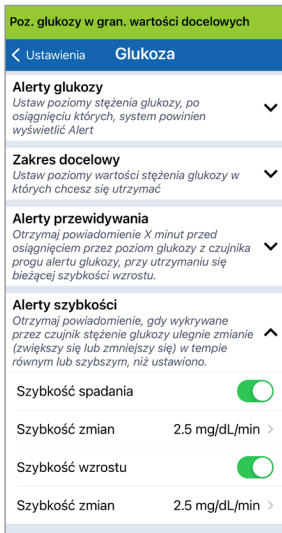 Poz. glukozy w gran. wartości docelowych
Ustawienia Glukoza
Alerty glukozy
Ustaw poziomy stężenia glukozy, po
osiągnięciu których, system powinien
wyświetlić Alert
Zakres docelowy
Ustaw poziomy wartości stężenia glukozy w
których chcesz się utrzymać
Alerty przewidywania
Otrzymaj powiadomienie X minut przed
osiągnięciem przez poziom glukozy z czujnika
progu alertu glukozy, przy utrzymaniu się
bieżącej szybkości wzrostu.
Alerty szybkości
Otrzymaj powiadomienie, gdy wykrywane
przez czujnik stężenie glukozy ulegnie zmianie
(zwiększy się lub zmniejszy się) w tempie
równym lub szybszym, niż ustawiono.
Szybkość spadania
Szybkość zmian 2.5 mg/dL/min
Szybkość wzrostu
Szybkość zmian 2.5 mg/dL/min